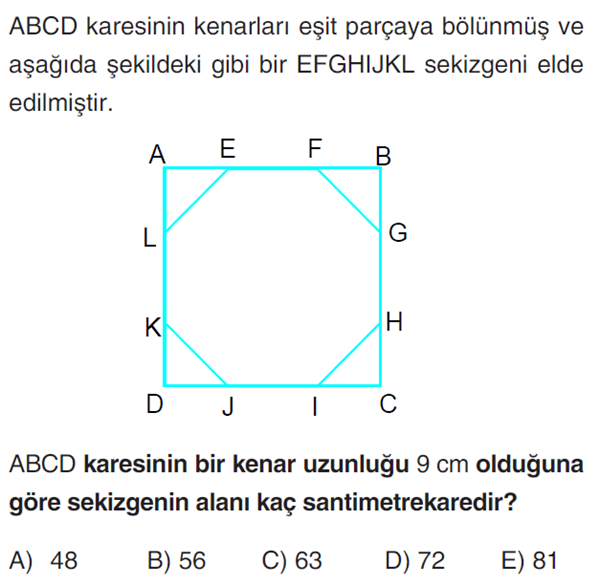 ABCD karesinin kenarları eşit parçaya bölünmüş ve
aşağıda şekildeki gibi bir EFGHIJKL sekizgeni elde
edilmiştir.
A E F B
L G
K H
D J I C
ABCD karesinin bir kenar uzunluğu 9 cm olduğuna
göre sekizgenin alanı kaç santimetrekaredir?
A) 48 B) 56 C) 63 D) 72 E) 81